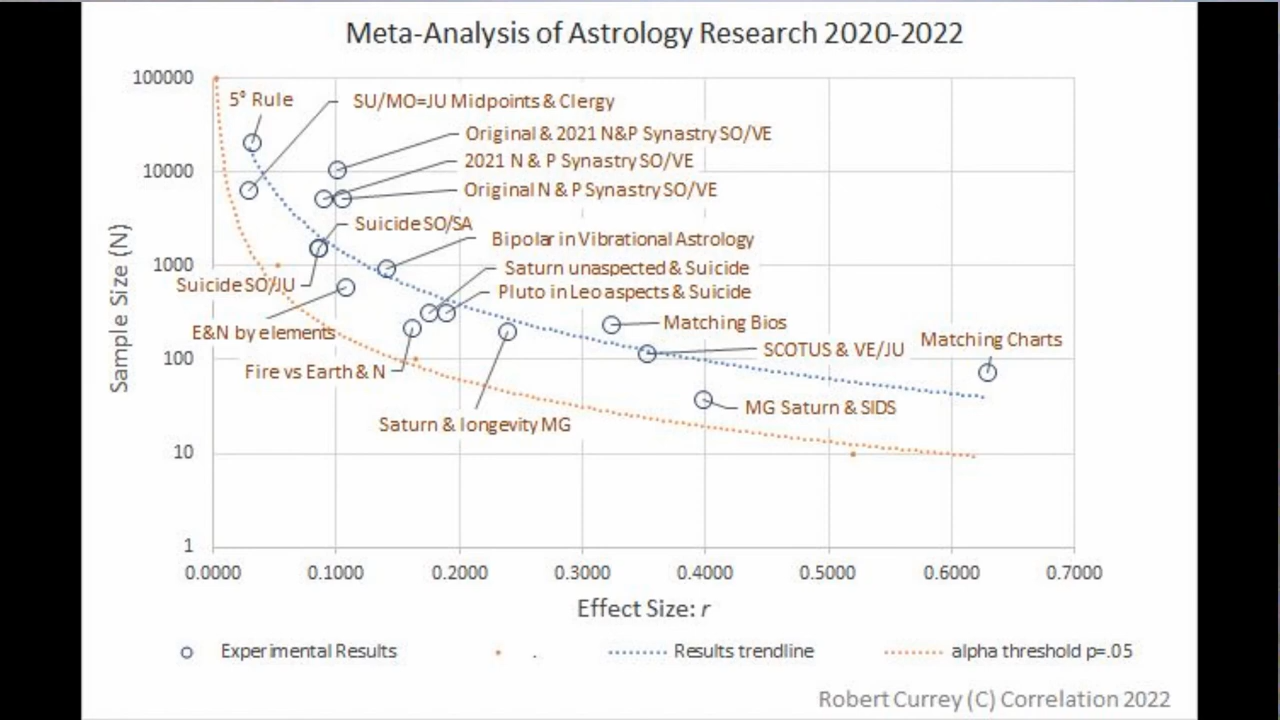 Meta-Analysis of Astrology Research 2020-2022
100000
10000
1000
100
10
1
Sample Size (N)
5° Rule
SU/MO=JU Midpoints & Clergy
Original & 2021 N&P Synastry SO/VE
2021 N & P Synastry SO/VE
Original N & P Synastry SO/VE
Suicide SO/SA
Bipolar in Vibrational Astrology
Saturn unaspected & Suicide
Suicide SO/JU
Pluto in Leo aspects & Suicide
E&N by elements
Matching Bios
Matching Charts
SCOTUS & VE/JU
Fire vs Earth & N
MG Saturn & SIDS
Saturn & longevity MG
0.0000 0.1000 0.2000 0.3000 0.4000 0.5000 0.6000 0.7000
Effect Size: r
Experimental Results . Results trendline alpha threshold p=.05
Robert Currey (C) Correlation 2022